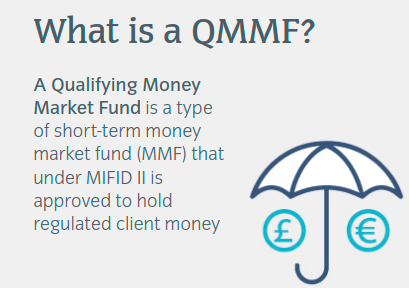 What is a QMMF?
A Qualifying Money
Market Fund is a type
of short-term money
market fund (MMF) that
under MIFID II is
approved to hold
regulated client money
£ €